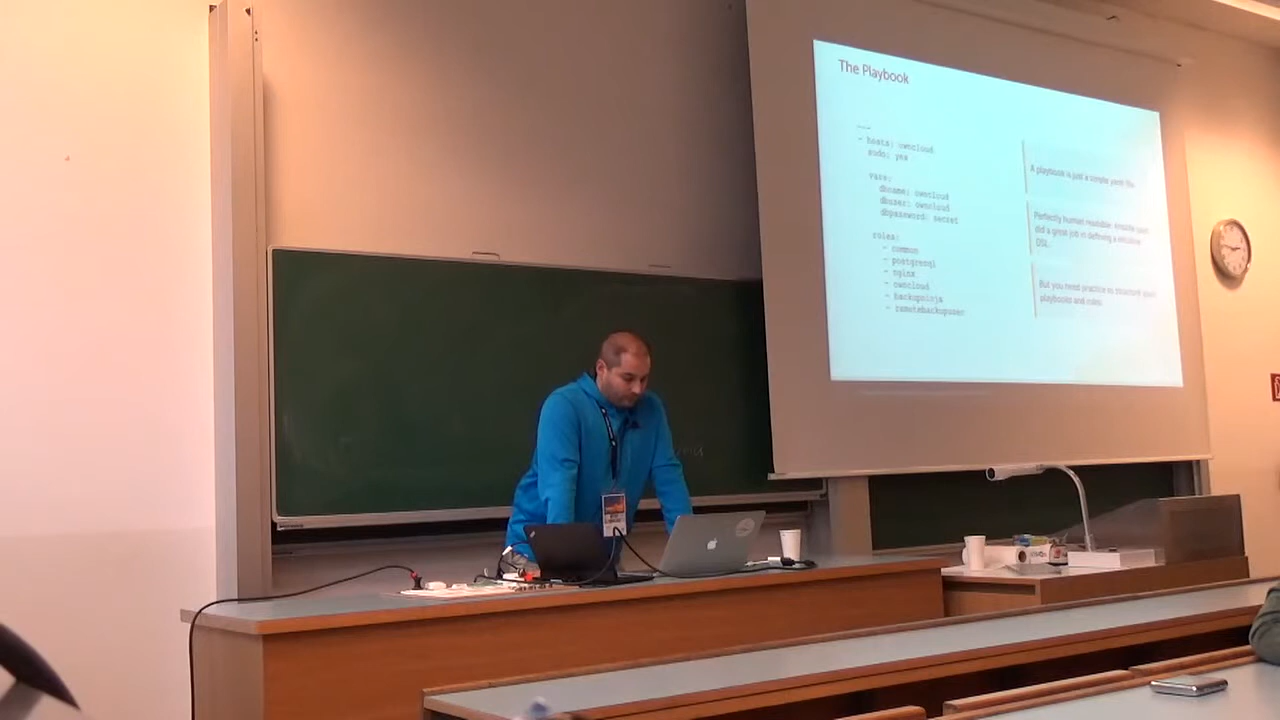 The Playbook
---
- hosts: owncloud
sudo: yes
vars:
dbname: owncloud
dbuser: owncloud
dbpassword: secret
roles:
- common
- postgresql
- nginx
- owncloud
- backupninja
- remotebackupuser
A playbook is just a simple yaml file.
Perfectly human readable.
did a great job in defining a intuitive
DSL.
But you need practice to structure your
playbooks and roles.